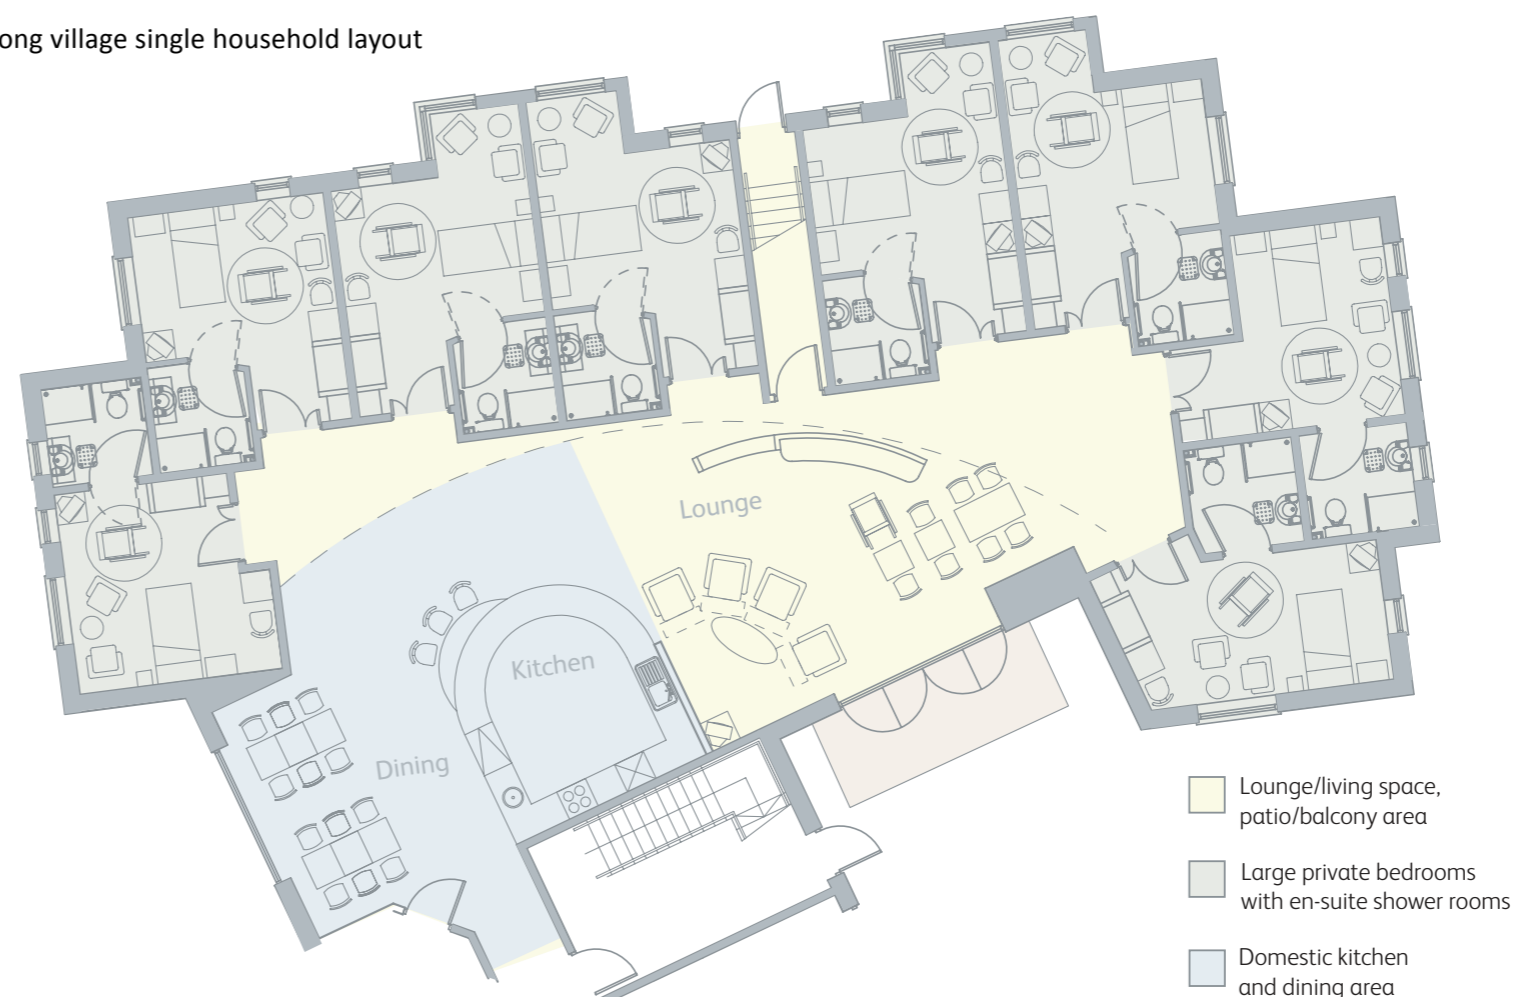 ong village single household layout
Lounge
Kitchen
Dining
Lounge/living space,
patio/balcony area
Large private bedrooms
with en-suite shower rooms
Domestic kitchen
and dining area